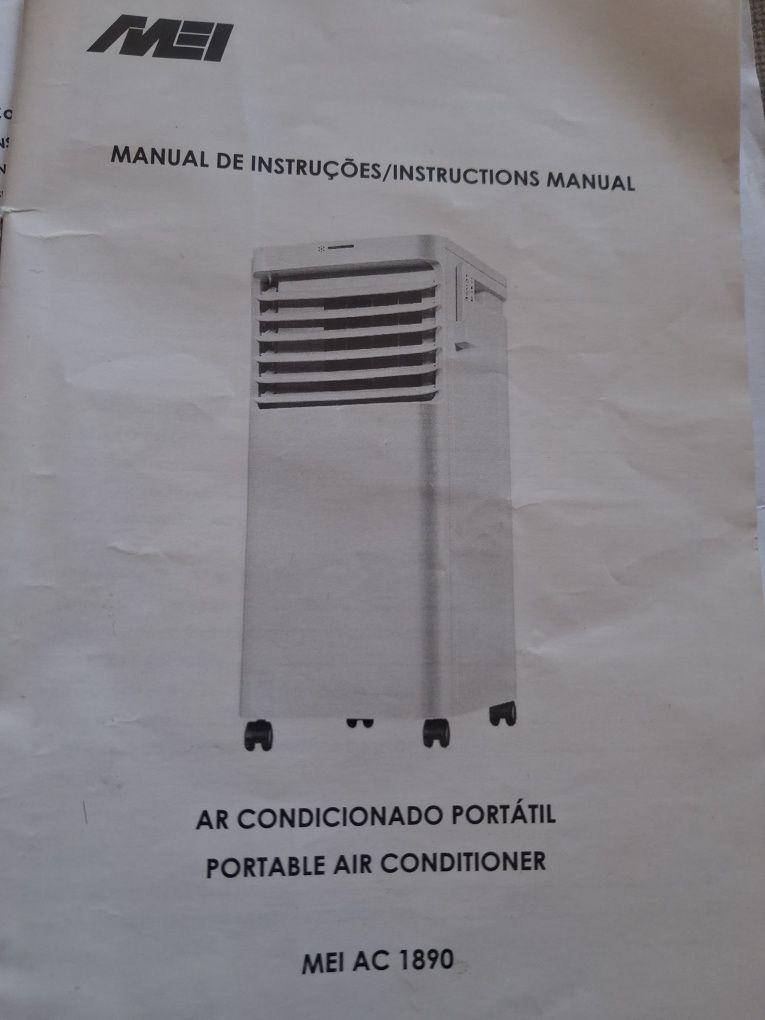 MEI
MANUAL DE INSTRUÇÕES/INSTRUCTIONS MANUAL
AR CONDICIONADO PORTÁTIL
PORTABLE AIR CONDITIONER
MEI AC 1890